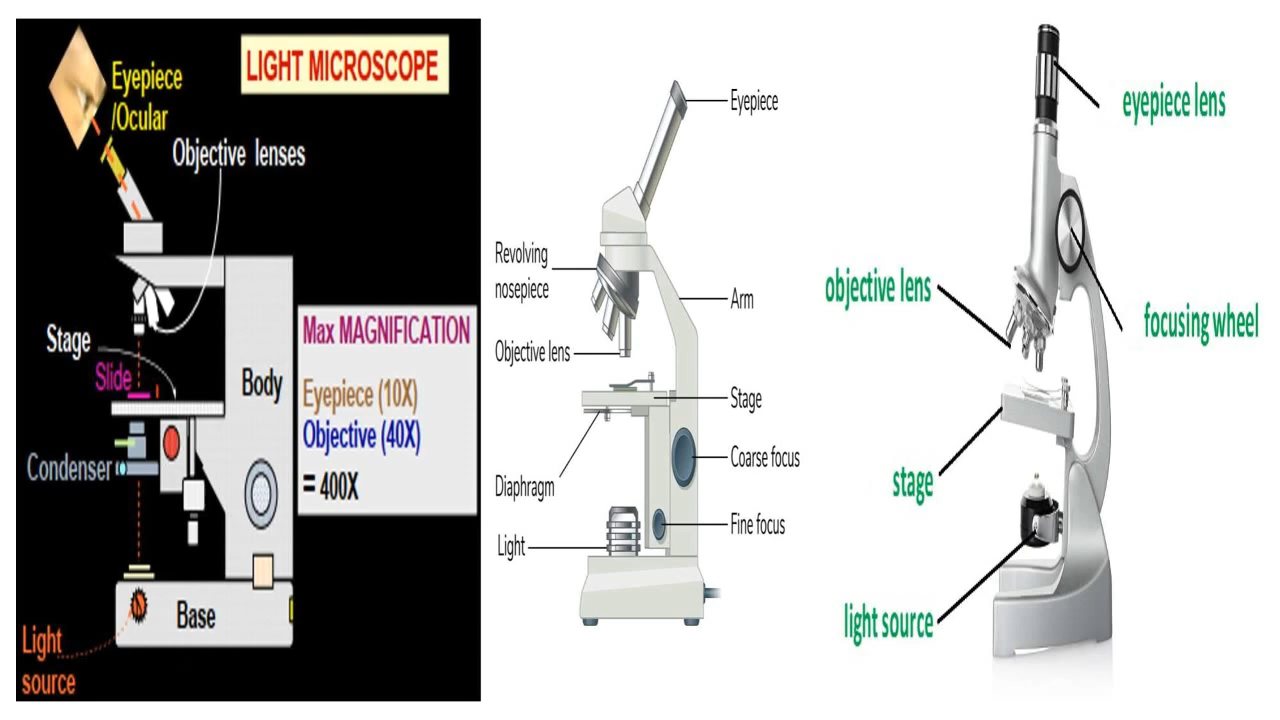 LIGHT MICROSCOPE
Eyepiece
/Ocular
Objective lenses
Stage
Slide
Condenser
Body
Max MAGNIFICATION
Eyepiece (10X)
Objective (40X)
= 400X
Base
Light
source
Eyepiece
Revolving
nosepiece
Arm
Objective lens
Stage
Coarse focus
Diaphragm
Fine focus
Light
eyepiece lens
objective lens
focusing wheel
stage
light source